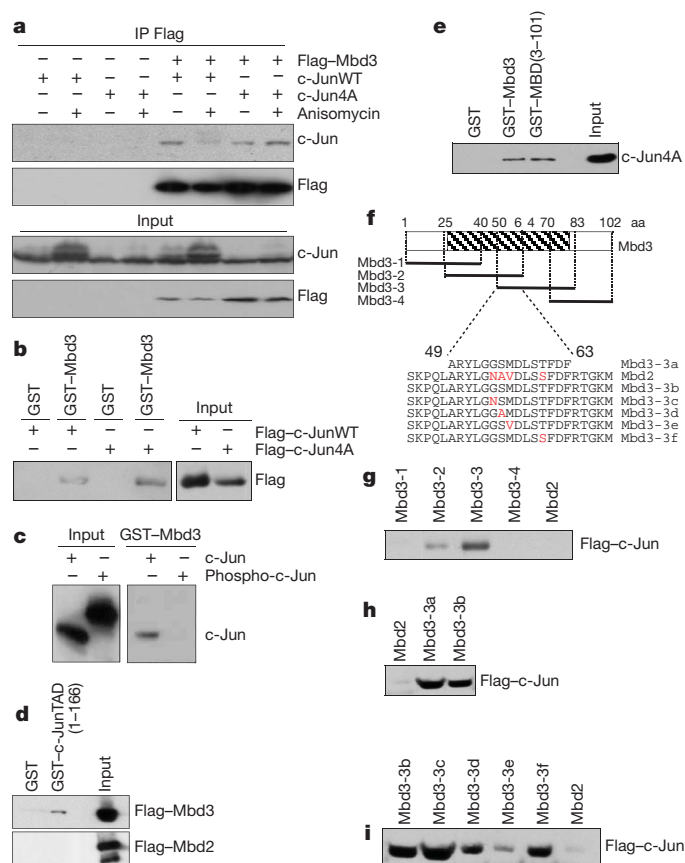 a
IP Flag
– – – – + + + + Flag–Mbd3
+ + – – + + – – c-JunWT
– – + + – – + + c-Jun4A
– + – + – + – + Anisomycin
c-Jun
Flag
Input
c-Jun
Flag
b
GST
GST–Mbd3
GST
GST–Mbd3
Input
+ + – – + – Flag–c-JunWT
– – + + – + Flag–c-Jun4A
Flag
c
Input GST–Mbd3
+ – + – c-Jun
– + – + Phospho-c-Jun
c-Jun
d
GST
GST–c-JunTAD
(1–166)
Input
Flag–Mbd3
Flag–Mbd2
e
GST
GST–Mbd3
GST–MBD(3–101)
Input
c-Jun4A
f
1 25 40 50 6 4 70 83 102 aa
Mbd3
Mbd3-1
Mbd3-2
Mbd3-3
Mbd3-4
49 63
ARYLGGSMDLSTFDF Mbd3-3a
SKPQLARYLGNAVDLSSFDFRTGKM Mbd2
SKPQLARYLGGSMDLSTFDFRTGKM Mbd3-3b
SKPQLARYLGNSMDLSTFDFRTGKM Mbd3-3c
SKPQLARYLGGAMDLSTFDFRTGKM Mbd3-3d
SKPQLARYLGGSVDLSTFDFRTGKM Mbd3-3e
SKPQLARYLGGSMDLSSFDFRTGKM Mbd3-3f
g
Mbd3-1
Mbd3-2
Mbd3-3
Mbd3-4
Mbd2
Flag–c-Jun
h
Mbd2
Mbd3-3a
Mbd3-3b
Flag–c-Jun
Mbd3-3b
Mbd3-3c
Mbd3-3d
Mbd3-3e
Mbd3-3f
Mbd2
i
Flag–c-Jun